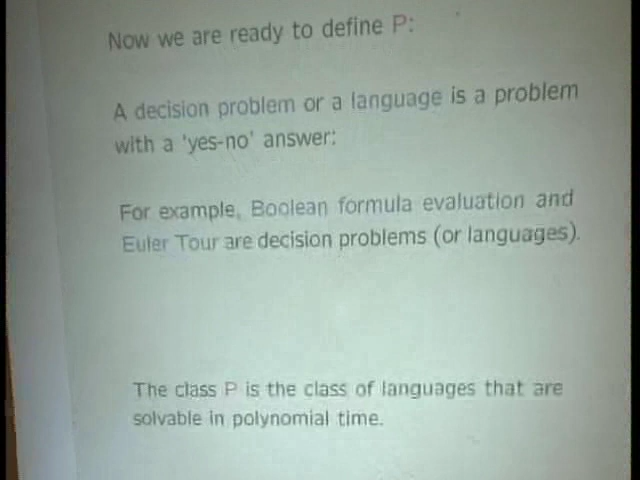 Now we are ready to define P:
A decision problem or a language is a problem
with a 'yes-no' answer:
For example, Boolean formula evaluation and
Euler Tour are decision problems (or languages).
The class P is the class of languages that are
solvable in polynomial time.